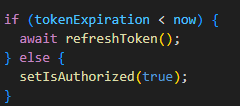 if (tokenExpiration < now) {
  await refreshToken();
} else {
  setIsAuthorized(true);
}